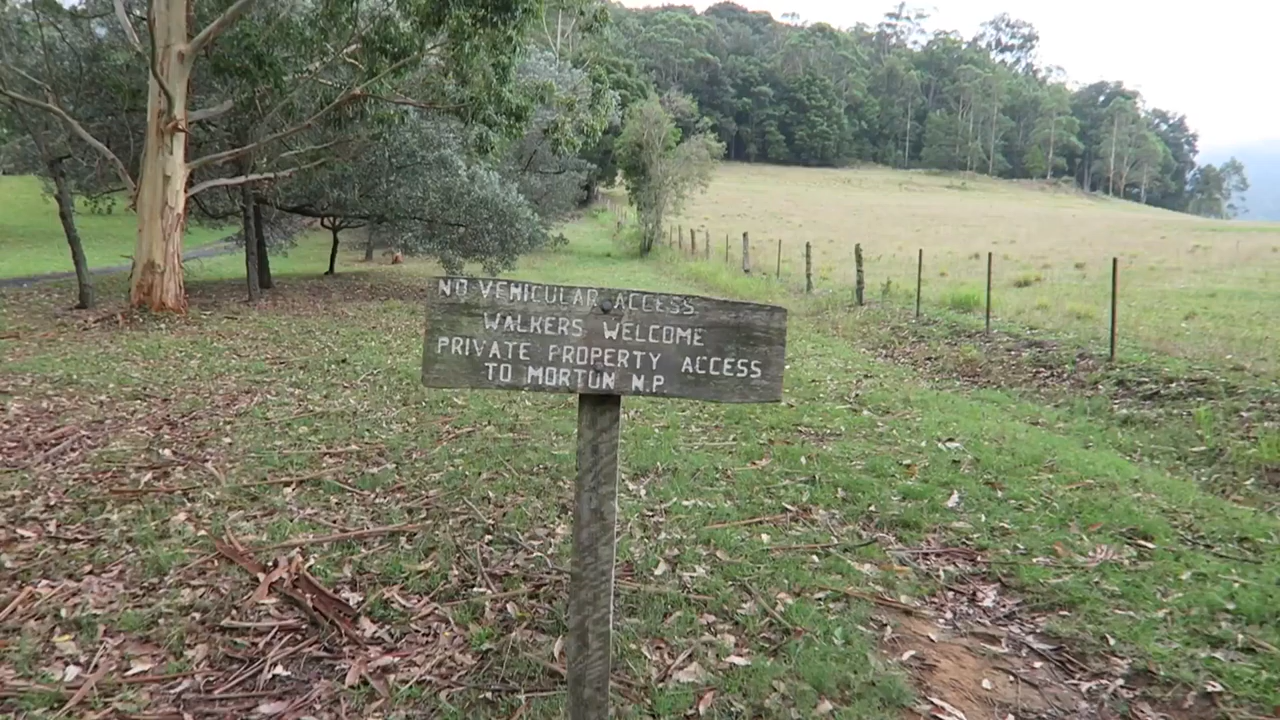 NO VEHICULAR ACCESS
WALKERS WELCOME
PRIVATE PROPERTY ACCESS
TO MORTON N.P